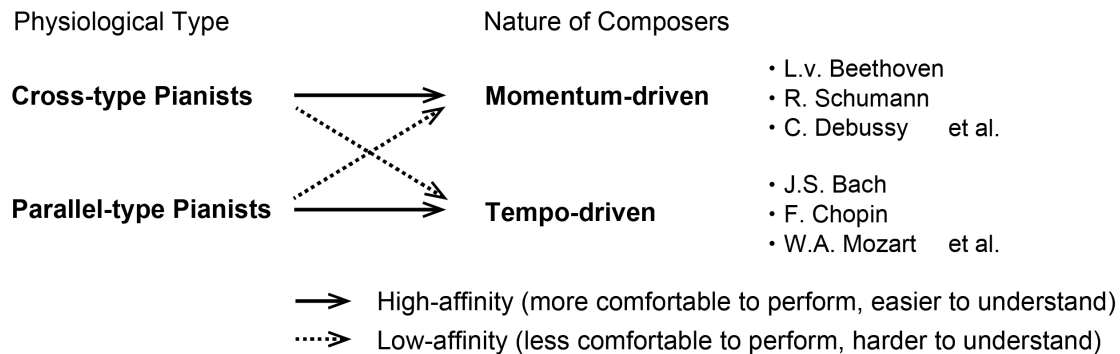 Physiological Type
Nature of Composers
Cross-type Pianists
Momentum-driven
・L.v. Beethoven
・R. Schumann
・C. Debussy et al.
Parallel-type Pianists
Tempo-driven
・J.S. Bach
・F. Chopin
・W.A. Mozart et al.
High-affinity (more comfortable to perform, easier to understand)
Low-affinity (less comfortable to perform, harder to understand)